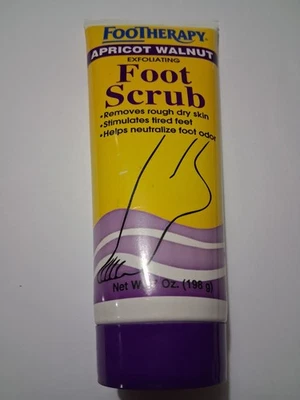 FOOTHERAPY
APRICOT WALNUT
EXFOLIATING
Foot
Scrub
•Removes rough dry skin
•Stimulates tired feet
•Helps neutralize foot odor
Net W Oz. (198 g)